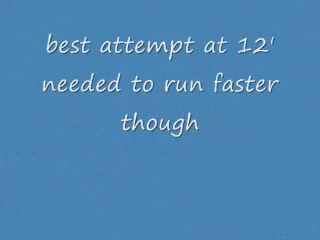 best attempt at 12'
needed to run faster
though